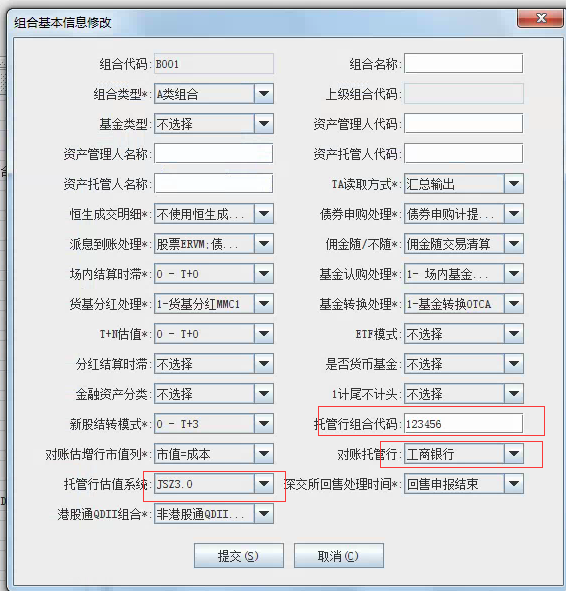 组合基本信息修改
组合代码: B001 组合名称:
组合类型*: A类组合 上级组合代码:
基金类型 不选择 资产管理人代码:
资产管理人名称: 资产托管人代码:
资产托管人名称: TA读取方式*: 汇总输出
恒生成交明细*: 不使用恒生成... 债券申购处理*: 债券申购计提...
派息到账处理*: 股票ERVM;债... 佣金随/不随*: 佣金随交易清算
场内结算时滞*: 0 - T+0 基金认购处理*: 1- 场内基金...
货基分红处理*: 1-货基分红MMC1 基金转换处理*: 1-基金转换OTCA
T+N估值*: 0 - T+0 ETF模式: 不选择
分红结算时滞: 不选择 是否货币基金: 不选择
金融资产分类: 不选择 1计尾不计头: 不选择
新股结转模式*: 0 - T+3 托管行组合代码: 123456
对账估增行市值列*: 市值=成本 对账托管行: 工商银行
托管行估值系统: JSZ3.0 深交所回售处理时间*: 回售申报结束
港股通QDII组合*: 非港股通QDII...
提交(S) 取消(C)